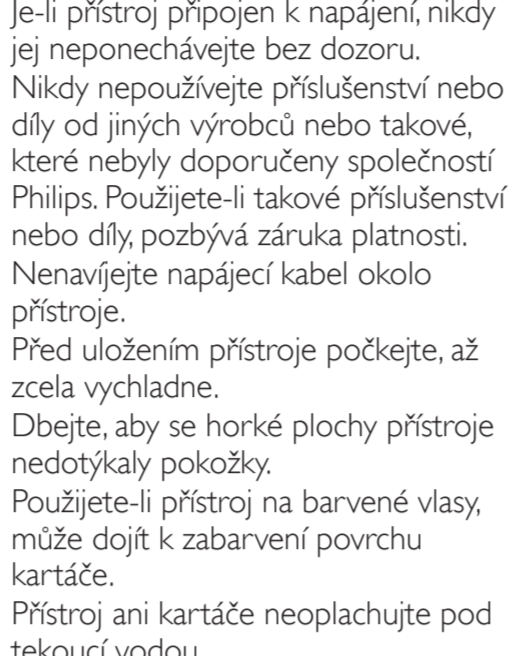 Je-li přístroj připojen k napájení, nikdy
jej neponechávejte bez dozoru.
Nikdy nepoužívejte příslušenství nebo
díly od jiných výrobců nebo takové,
které nebyly doporučeny společností
Philips. Použijete-li takové příslušenství
nebo díly, pozbývá záruka platnosti.
Nenavíjejte napájecí kabel okolo
přístroje.
Před uložením přístroje počkejte, až
zcela vychladne.
Dbejte, aby se horké plochy přístroje
nedotýkaly pokožky.
Použijete-li přístroj na barvené vlasy,
může dojít k zabarvení povrchu
kartáče.
Přístroj ani kartáče neoplachujte pod
tekoucí vodou